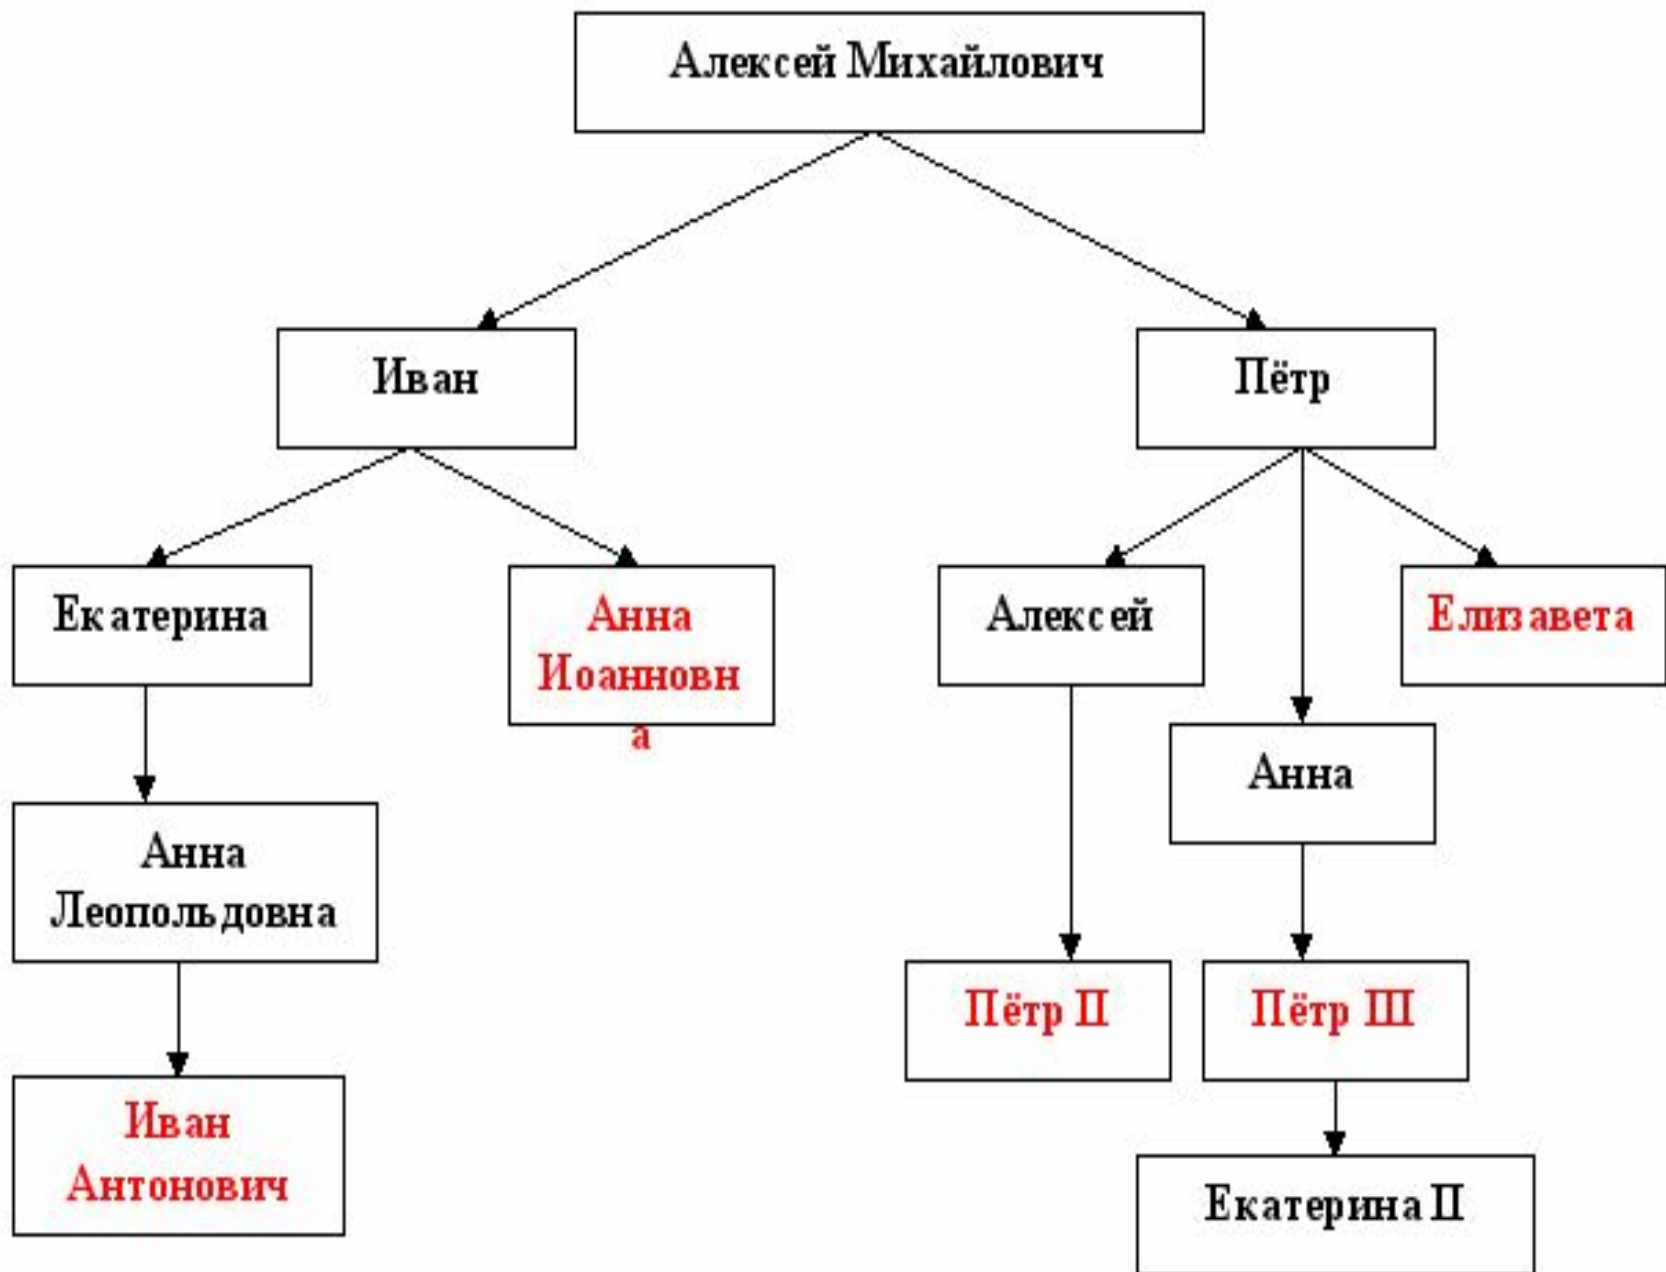 Алексей Михайлович
Иван
Пётр
Екатерина
Анна
Иоанновн
а
Алексей
Елизавета
Анна
Анна
Леопольдовна
Пётр II
Пётр III
Иван
Антонович
Екатерина II